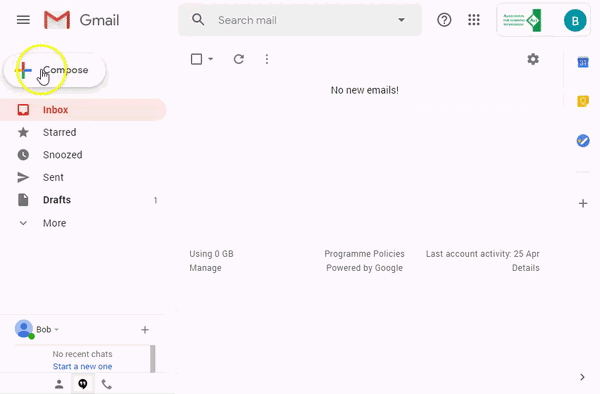 Gmail
Search mail
B
Compose
No new emails!
Inbox
Starred
Snoozed
Sent
Drafts 1
More
Using 0 GB Programme Policies Last account activity: 25 Apr
Manage Powered by Google Details
Bob
No recent chats
Start a new one